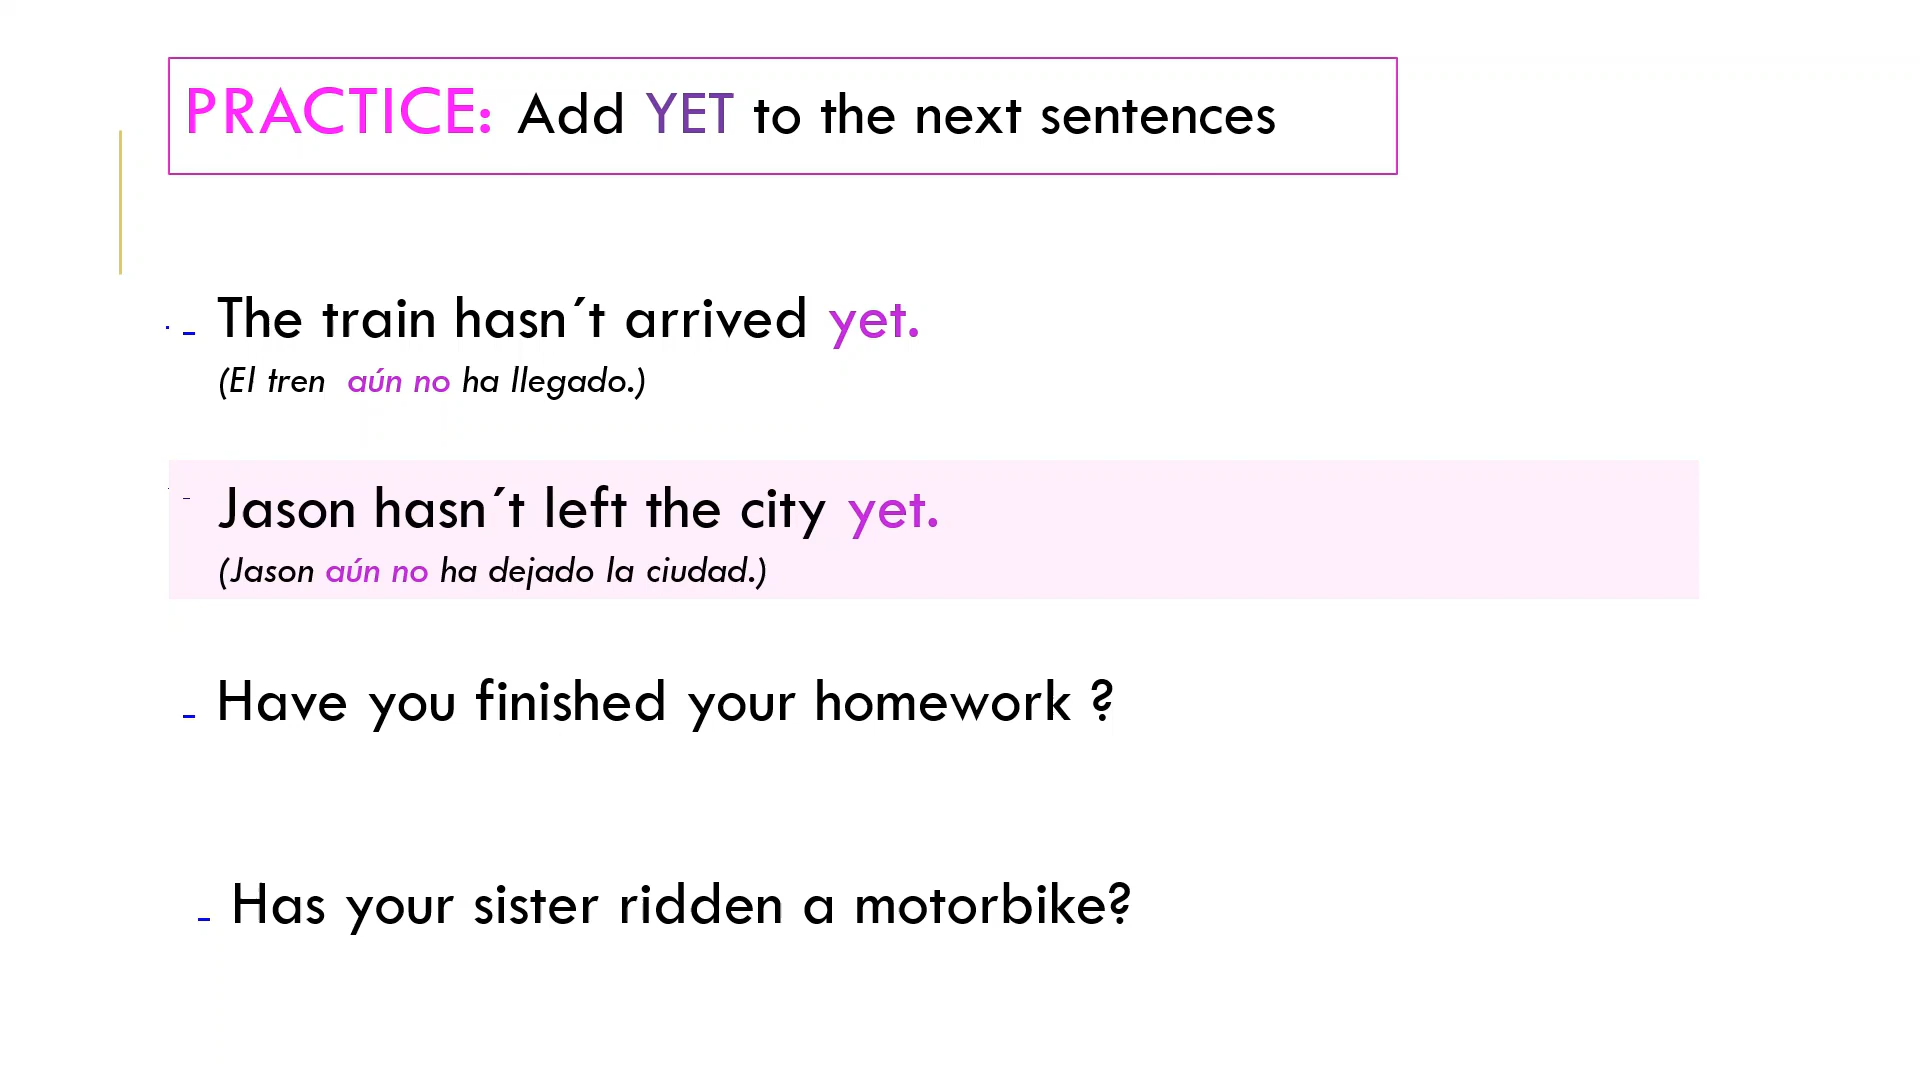 PRACTICE: Add YET to the next sentences
- The train hasn´t arrived yet.
(El tren aún no ha llegado.)
- Jason hasn´t left the city yet.
(Jason aún no ha dejado la ciudad.)
- Have you finished your homework ?
- Has your sister ridden a motorbike?